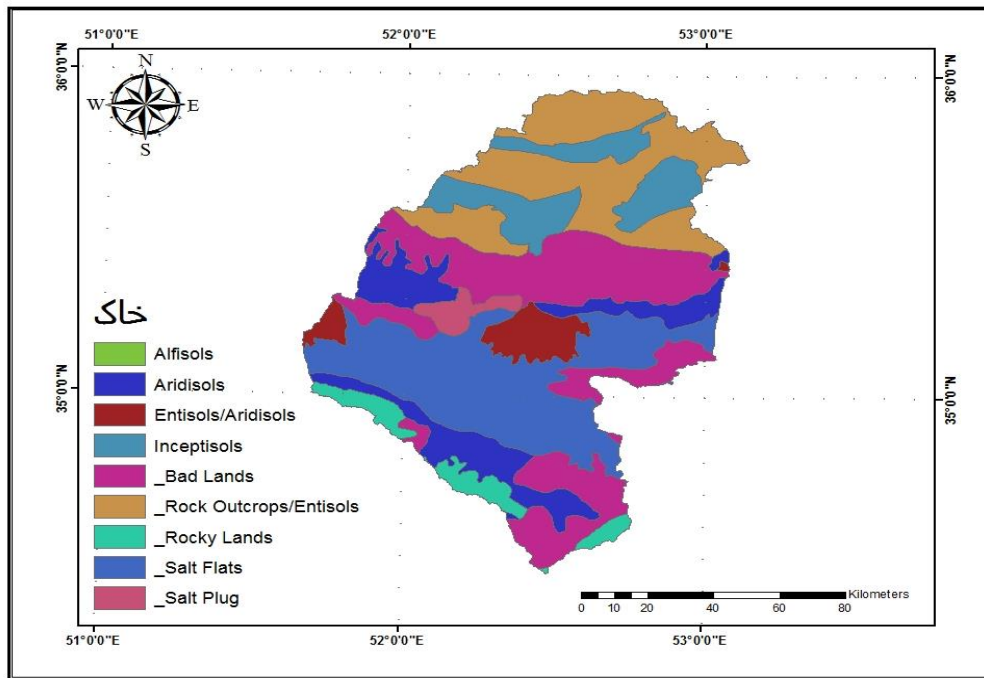 51°0'0"E 52°0'0"E 53°0'0"E
36°0'0"N
36°0'0"N
N
W E
S
خاک
Alfisols
Aridisols
Entisols/Aridisols
Inceptisols
_Bad Lands
_Rock Outcrops/Entisols
_Rocky Lands
_Salt Flats
_Salt Plug
35°0'0"N
35°0'0"N
Kilometers
0 5 10 20 40 60 80
51°0'0"E 52°0'0"E 53°0'0"E